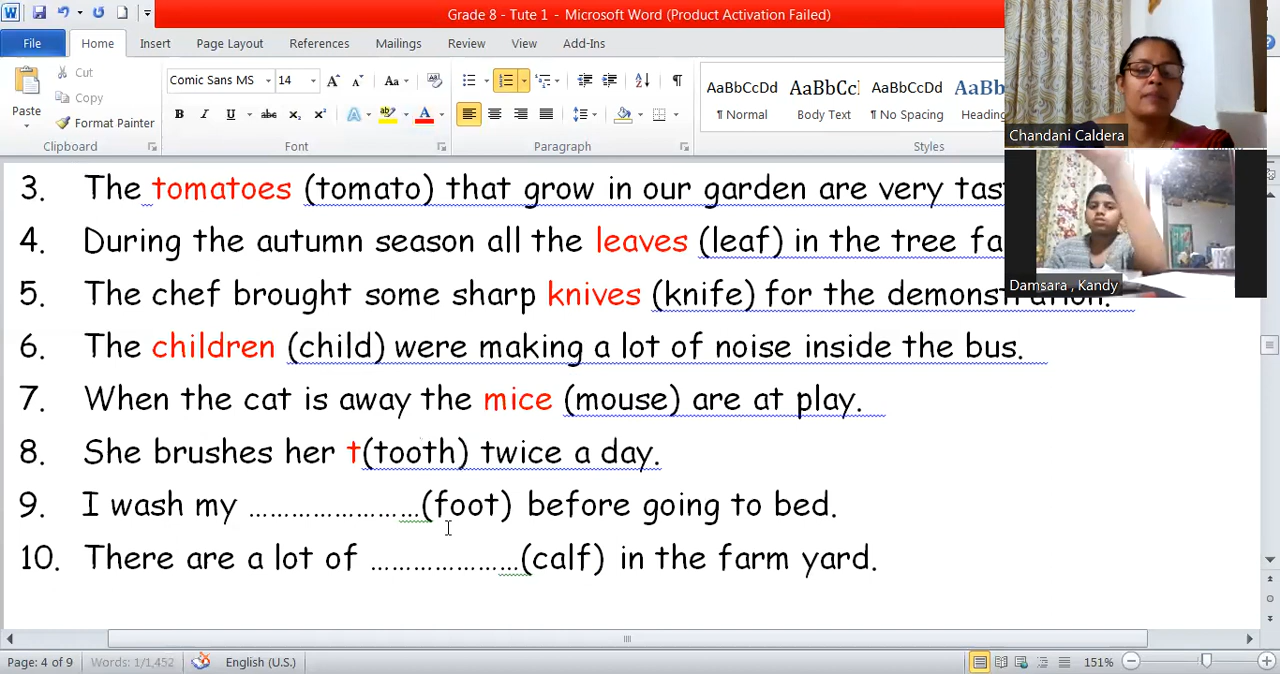 Grade 8 - Tute 1 - Microsoft Word (Product Activation Failed)
File Home Insert Page Layout References Mailings Review View Add-Ins
Cut
Copy
Format Painter
Paste
Comic Sans MS 14
AaBbCcDd AaBbCcI AaBbCcDd AaBb
¶ Normal Body Text ¶ No Spacing Heading
Clipboard Font Paragraph Styles
Chandani Caldera
Damsara , Kandy
3. The tomatoes (tomato) that grow in our garden are very tas
4. During the autumn season all the leaves (leaf) in the tree fa
5. The chef brought some sharp knives (knife) for the demonstration.
6. The children (child) were making a lot of noise inside the bus.
7. When the cat is away the mice (mouse) are at play.
8. She brushes her t(tooth) twice a day.
9. I wash my ........................(foot) before going to bed.
10. There are a lot of .....................(calf) in the farm yard.
Page: 4 of 9 Words: 1/1,452 English (U.S.) 151%